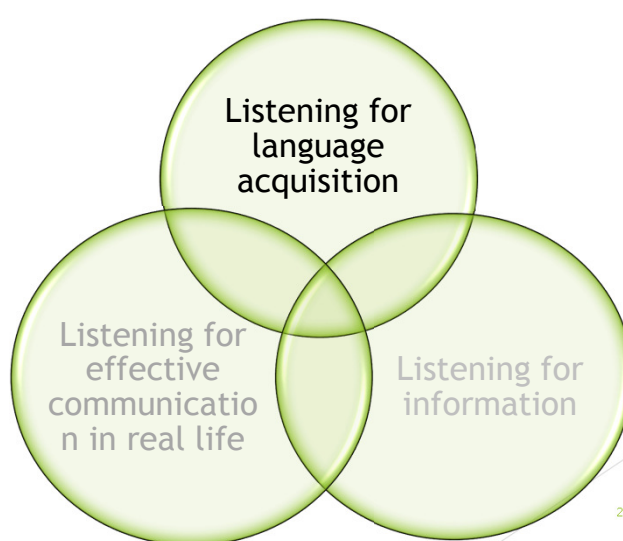 Listening for
language
acquisition
Listening for
effective
communicatio
n in real life
Listening for
information
2